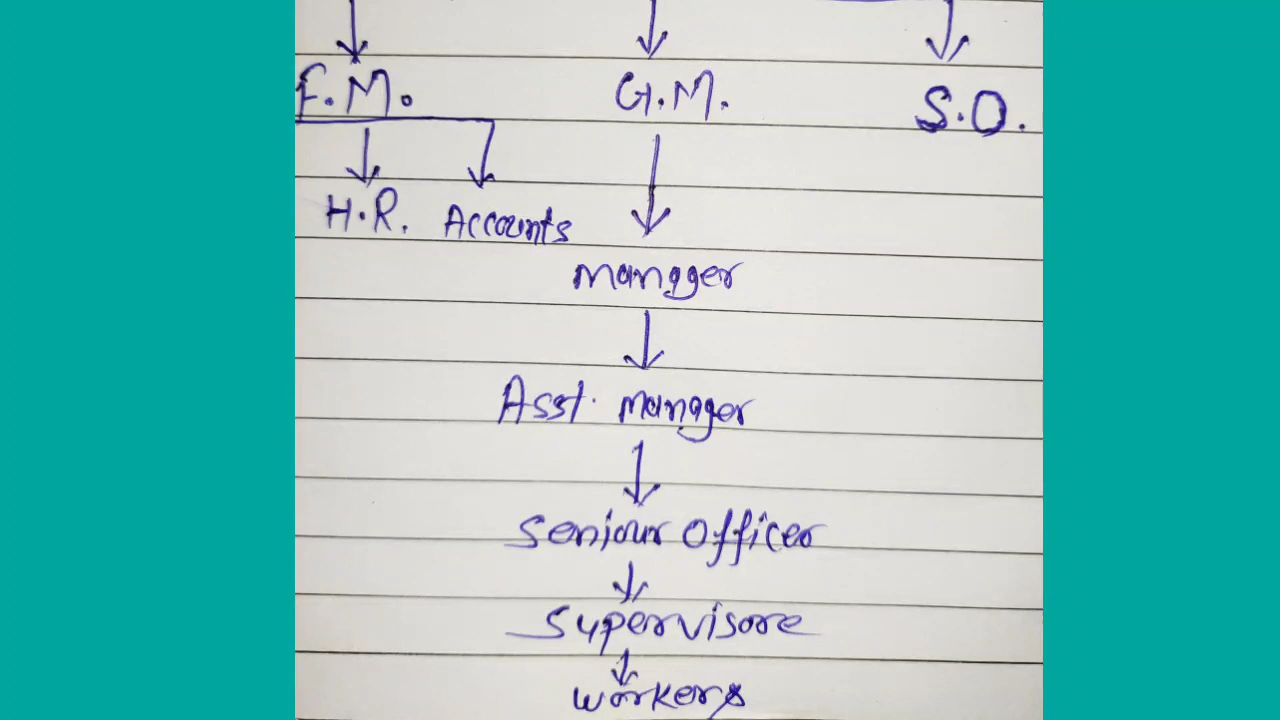 F.M. G.M. S.O.
H.R. Accounts
manager
Asst. manager
Seniour Officer
Supervisore
workers